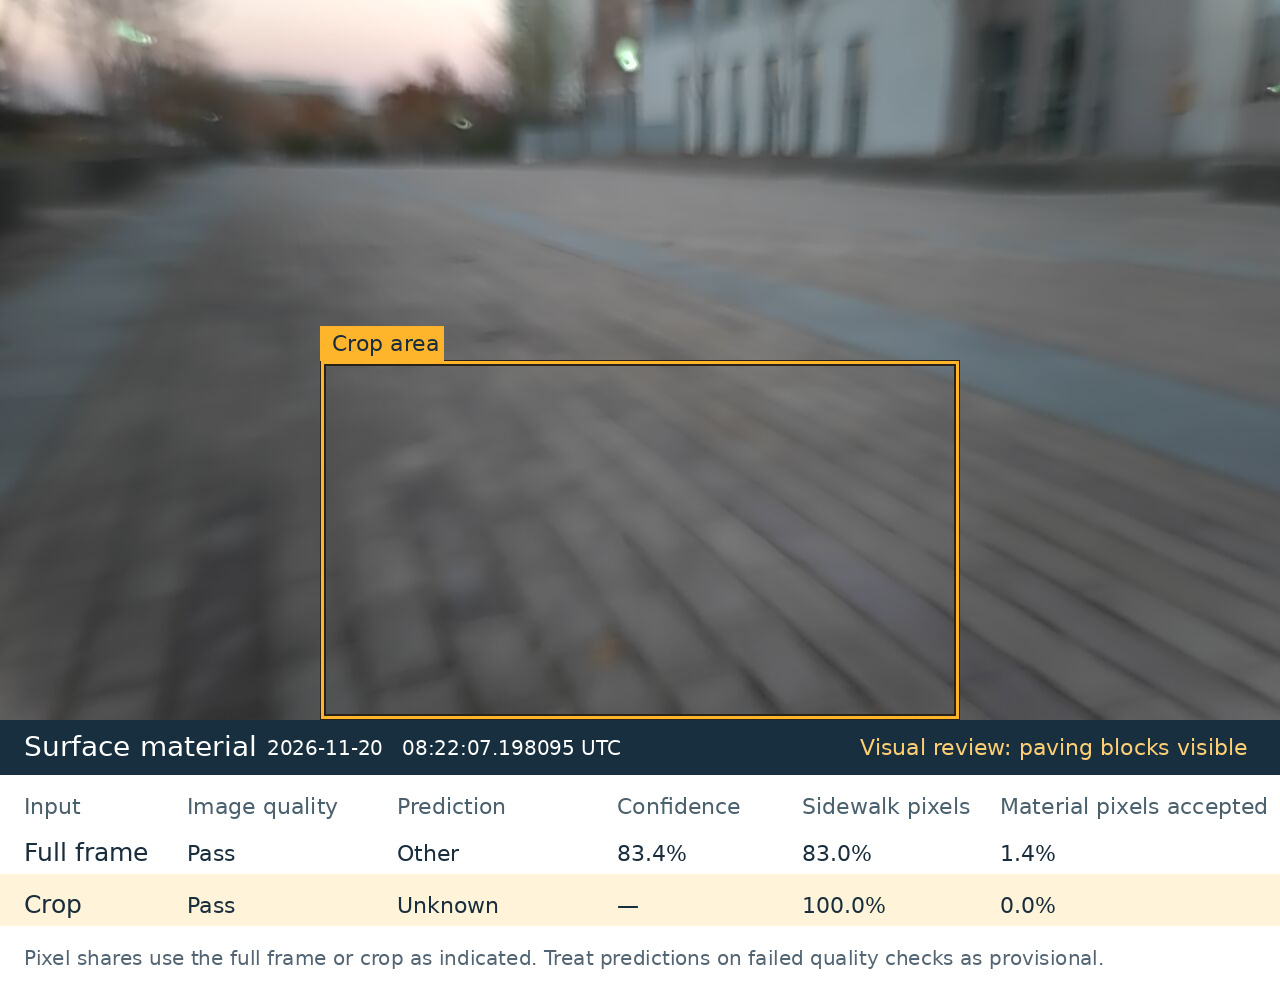 Crop area
Surface material 2026-11-20 08:22:07.198095 UTC Visual review: paving blocks visible
Input Image quality Prediction Confidence Sidewalk pixels Material pixels accepted
Full frame Pass Other 83.4% 83.0% 1.4%
Crop Pass Unknown — 100.0% 0.0%
Pixel shares use the full frame or crop as indicated. Treat predictions on failed quality checks as provisional.